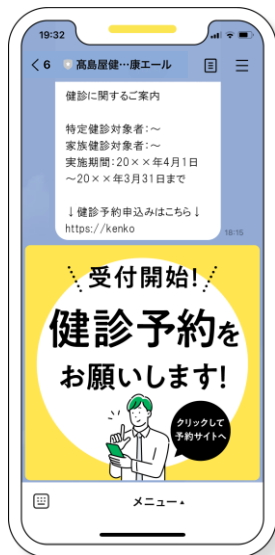 19:32
6 髙島屋健…康エール
健診に関するご案内
特定健診対象者:～
家族健診対象者:～
実施期間:20××年4月1日
～20××年3月31日まで
↓健診予約申込みはこちら↓
https://kenko
16:15
受付開始!
健診予約を
お願いします!
クリックして
予約サイトへ
メニュー▴